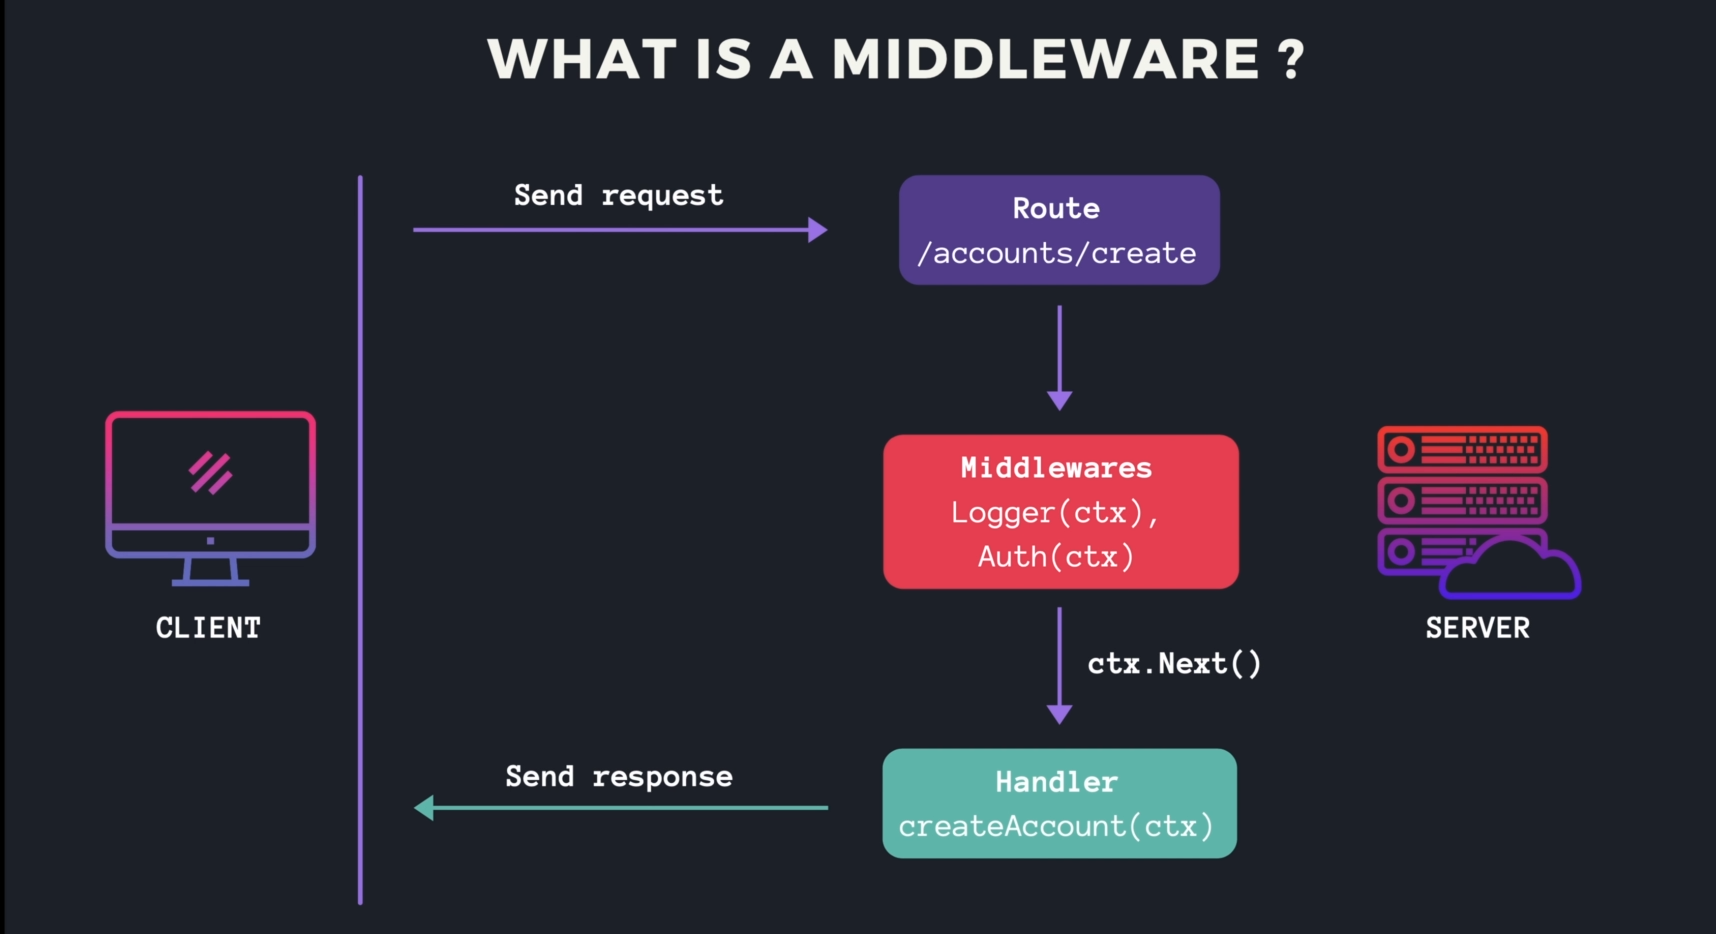 WHAT IS A MIDDLEWARE ?
Send request
Route
/accounts/create
Middlewares
Logger(ctx),
Auth(ctx)
CLIENT
SERVER
ctx.Next()
Send response
Handler
createAccount(ctx)